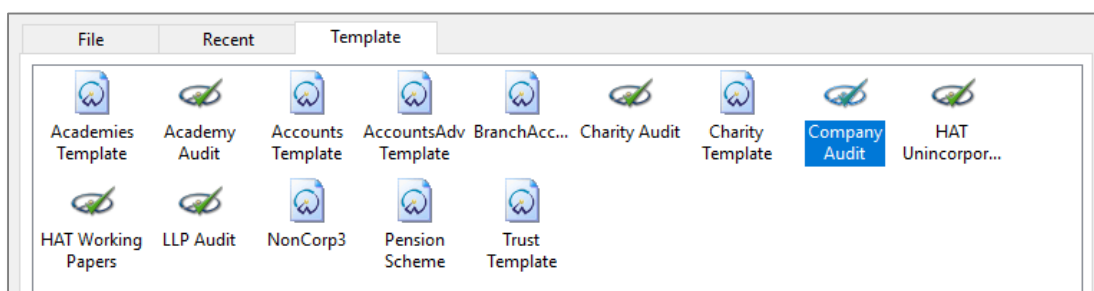 File Recent Template
Academies Academy Accounts AccountsAdv BranchAcc... Charity Audit Charity Company HAT
Template Audit Template Template Template Audit Unincorpor...
HAT Working LLP Audit NonCorp3 Pension Trust
Papers Scheme Template